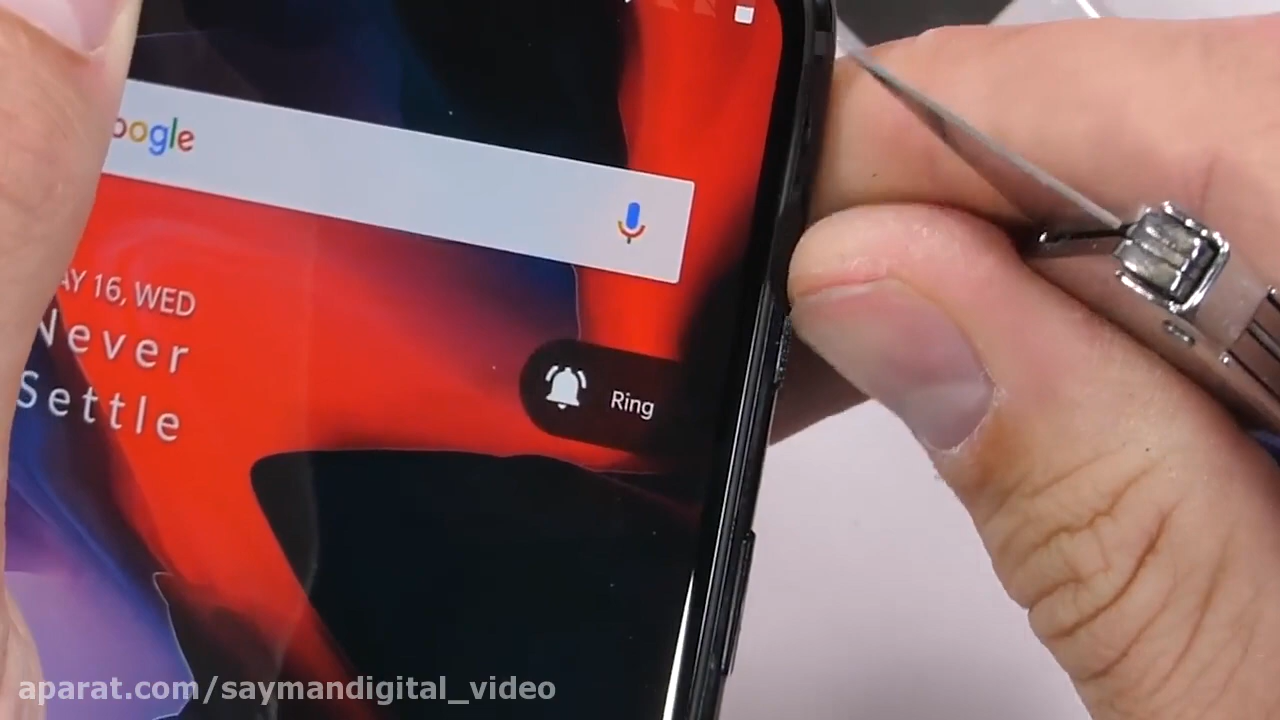 oogle
AY 16, WED
Never
Settle
Ring
aparat.com/saymandigital_video